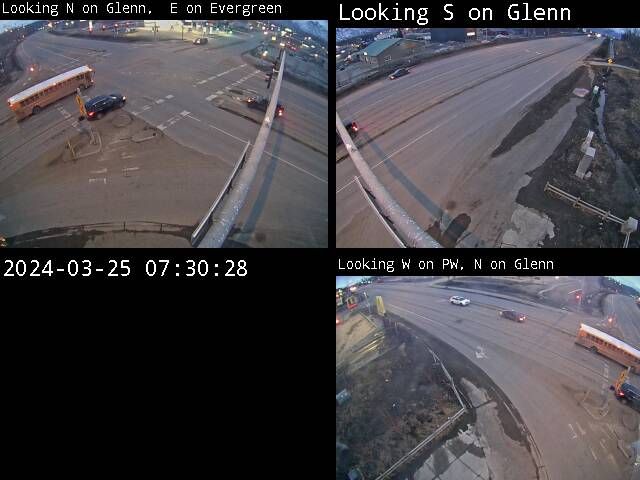 Looking N on Glenn, E on Evergreen
Looking S on Glenn
2024-03-25 07:30:28
Looking W on PW, N on Glenn